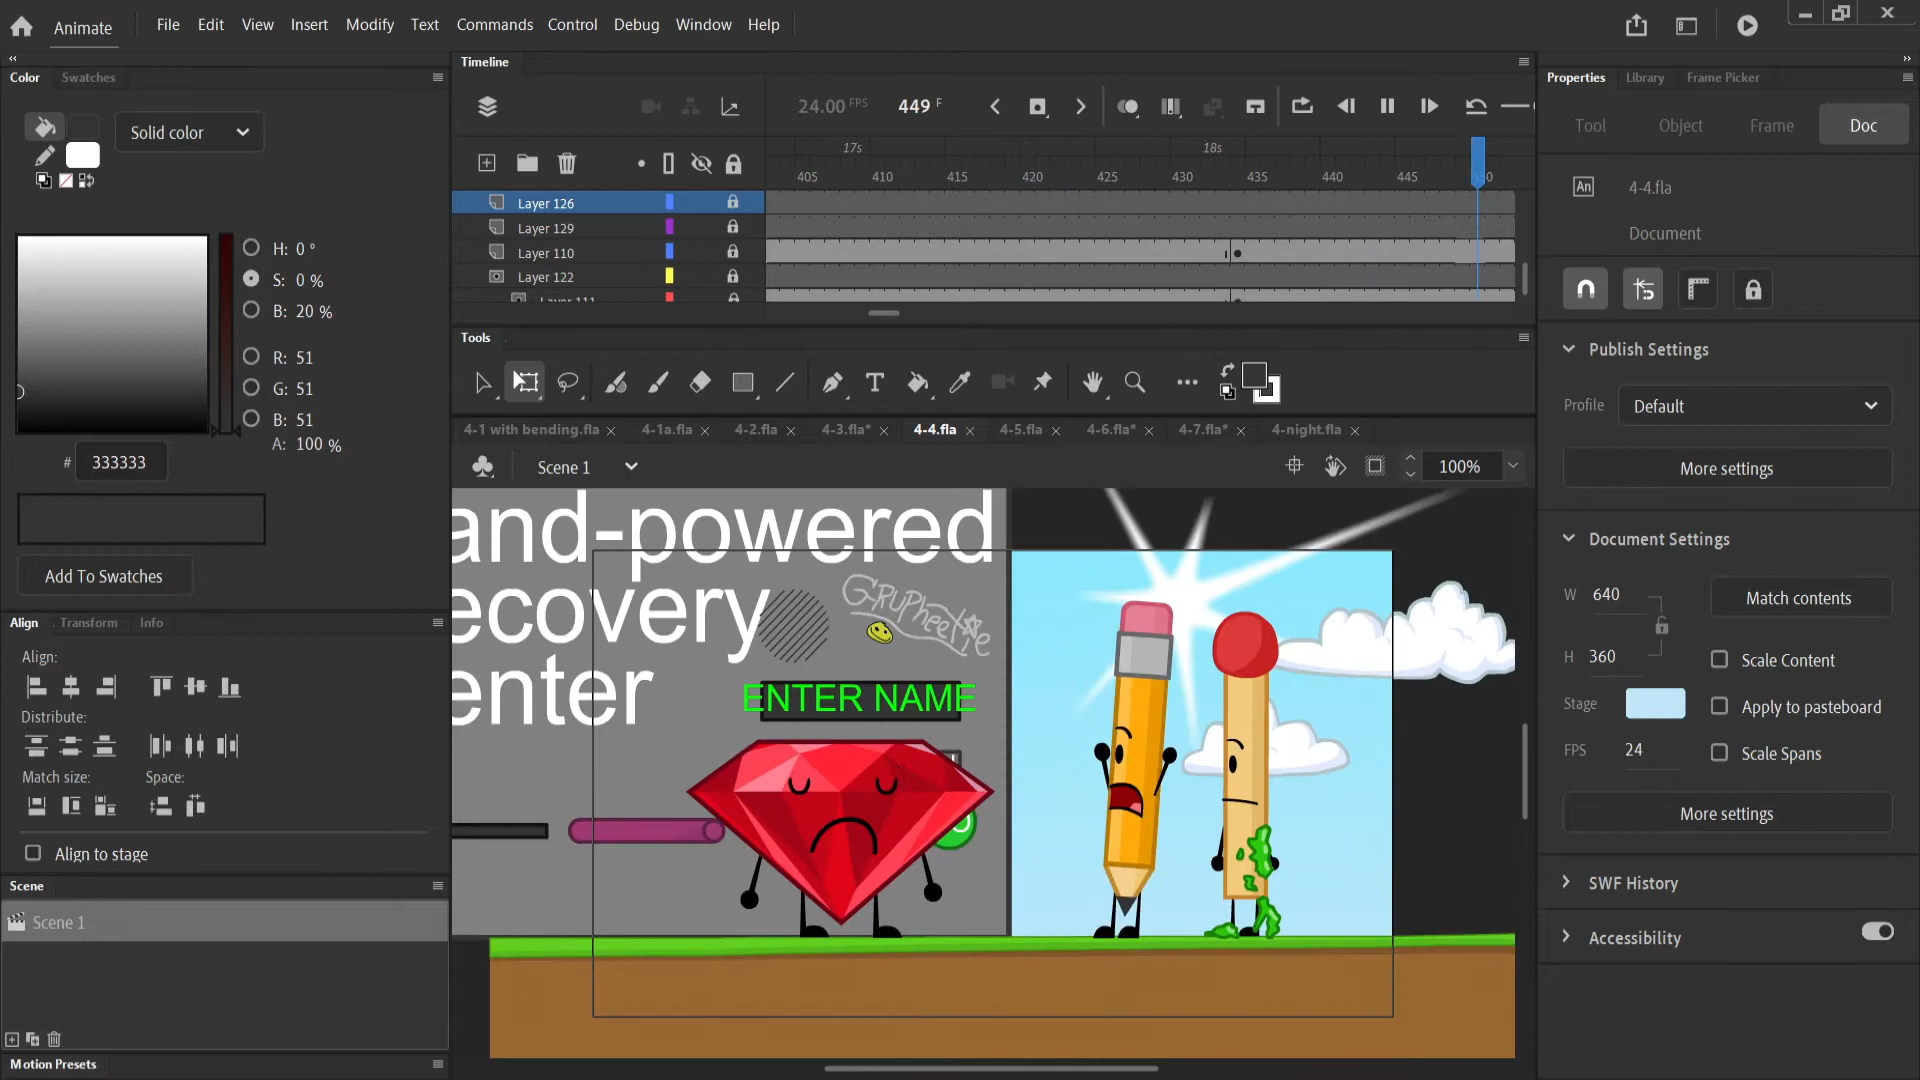 Animate File Edit View Insert Modify Text Commands Control Debug Window Help
Color Swatches
Solid color
H: 0 °
S: 0 %
B: 20 %
R: 51
G: 51
B: 51
A: 100 %
# 333333
Add To Swatches
Align Transform Info
Align:
Distribute:
Match size: Space:
Align to stage
Scene
Scene 1
Motion Presets
Timeline
24.00 FPS 449 F
17s 18s
405 410 415 420 425 430 435 440 445
Layer 126
Layer 129
Layer 110
Layer 122
Layer 111
Tools
4-1 with bending.fla 4-1a.fla 4-2.fla 4-3.fla* 4-4.fla 4-5.fla 4-6.fla* 4-7.fla* 4-night.fla
Scene 1 100%
and-powered
ecovery
enter
ENTER NAME
Properties Library Frame Picker
Tool Object Frame Doc
An 4-4.fla
Document
Publish Settings
Profile Default
More settings
Document Settings
W 640 Match contents
H 360 Scale Content
Stage Apply to pasteboard
FPS 24 Scale Spans
More settings
SWF History
Accessibility